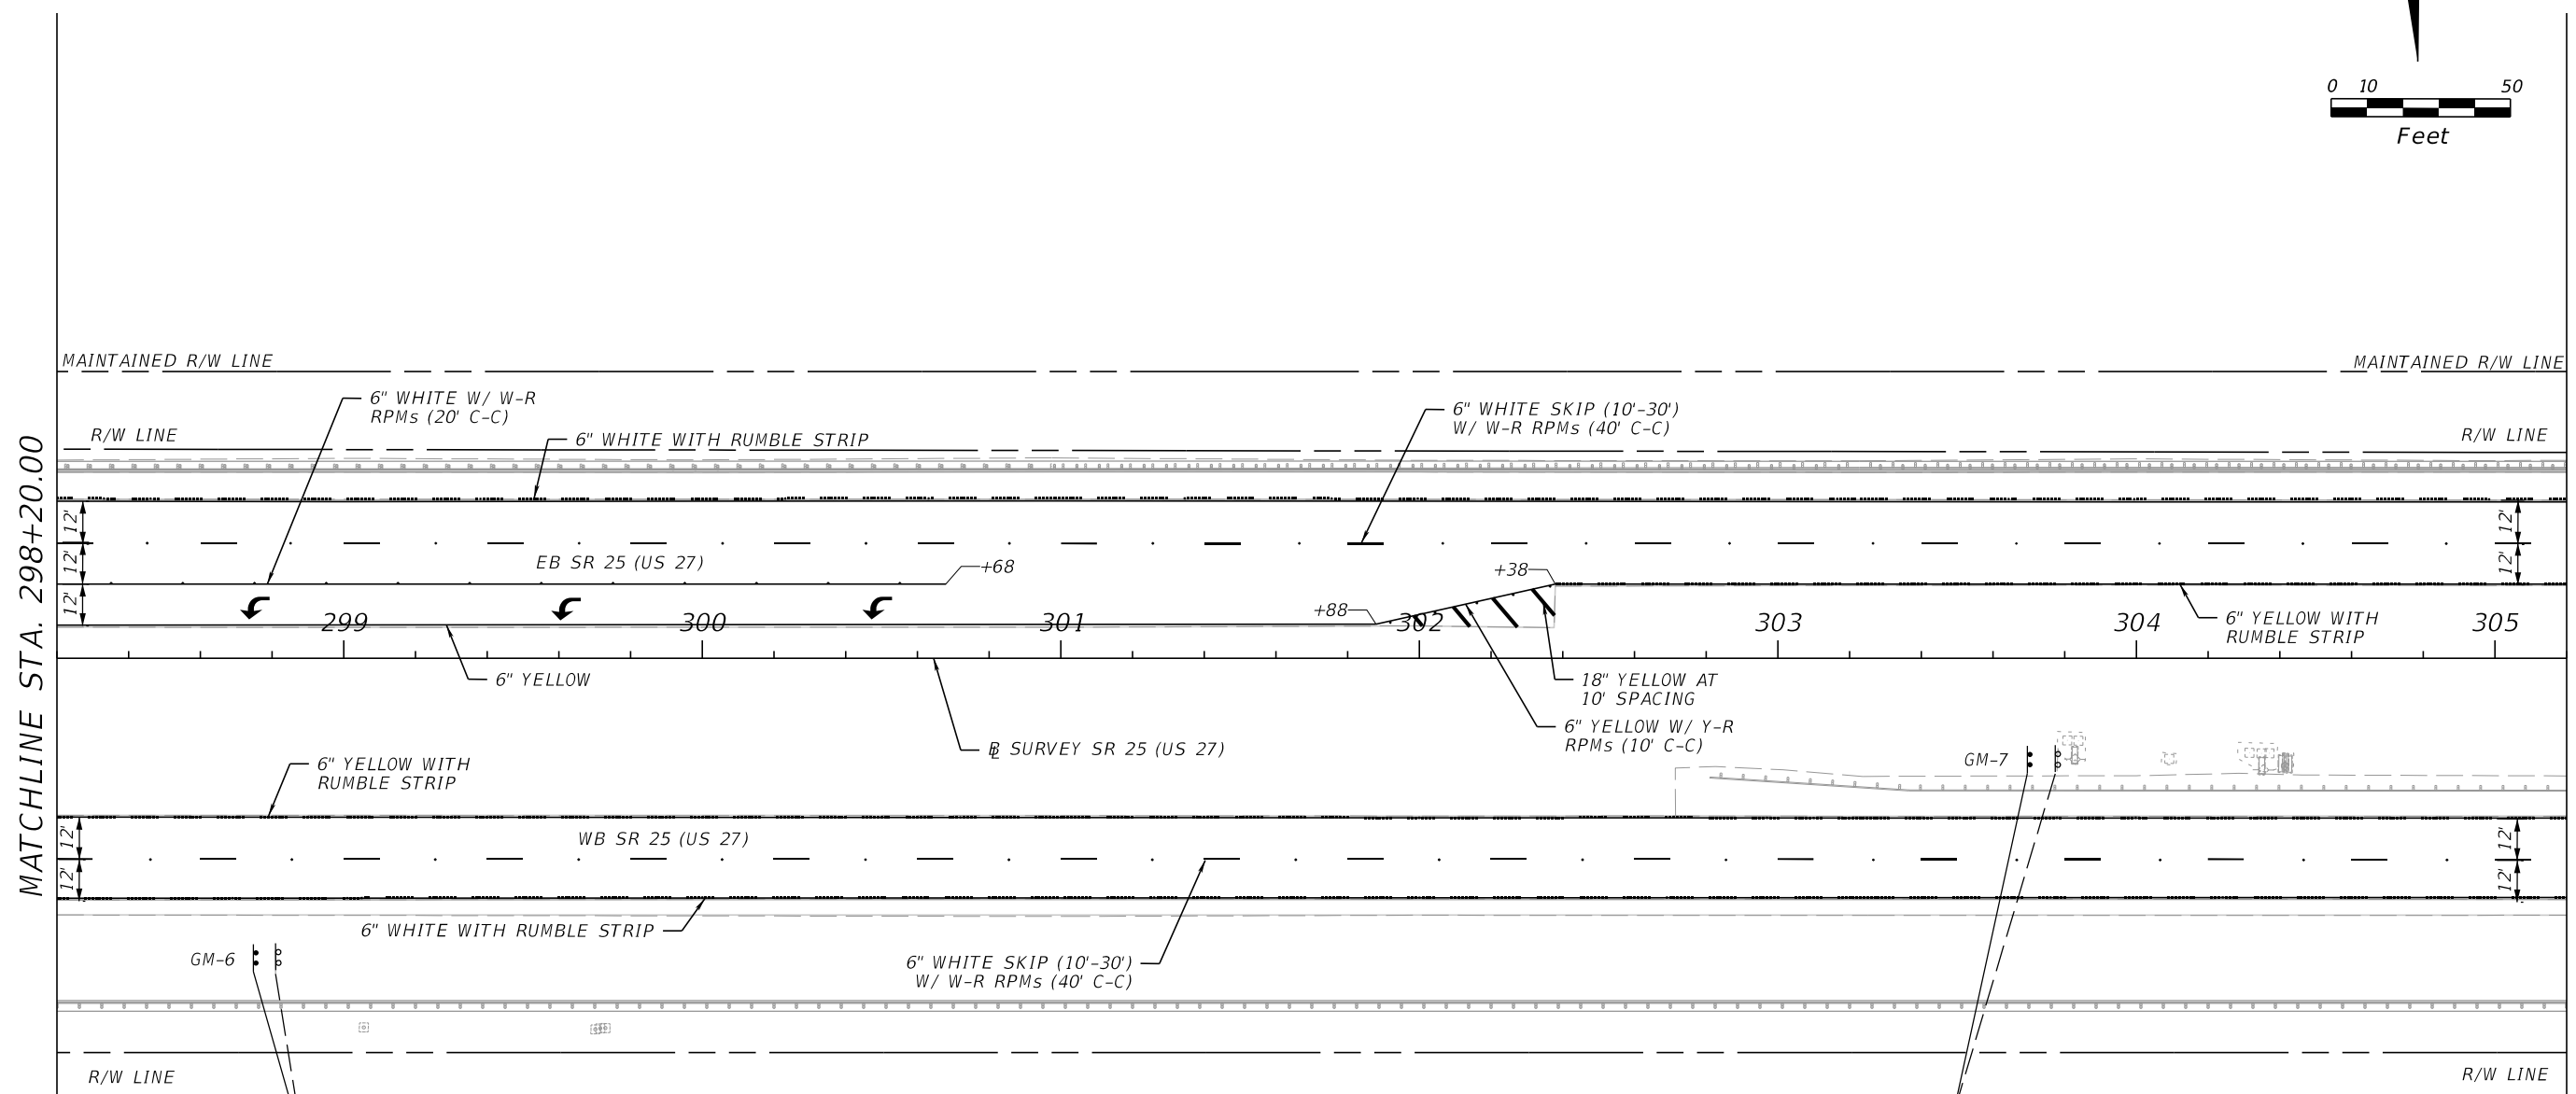 0 10 50
Feet
MAINTAINED R/W LINE
MAINTAINED R/W LINE
6" WHITE W/ W-R
RPMs (20' C-C)
6" WHITE SKIP (10'-30')
W/ W-R RPMs (40' C-C)
R/W LINE
6" WHITE WITH RUMBLE STRIP
R/W LINE
MATCHLINE STA. 298+20.00
12'
12'
12'
12'
12'
EB SR 25 (US 27)
+68
+38
+88
299 300 301 302 303 304 305
6" YELLOW WITH
RUMBLE STRIP
6" YELLOW
18" YELLOW AT
10' SPACING
6" YELLOW W/ Y-R
RPMs (10' C-C)
BL SURVEY SR 25 (US 27)
GM-7
6" YELLOW WITH
RUMBLE STRIP
12'
12'
12'
12'
WB SR 25 (US 27)
6" WHITE WITH RUMBLE STRIP
GM-6
6" WHITE SKIP (10'-30')
W/ W-R RPMs (40' C-C)
R/W LINE
R/W LINE